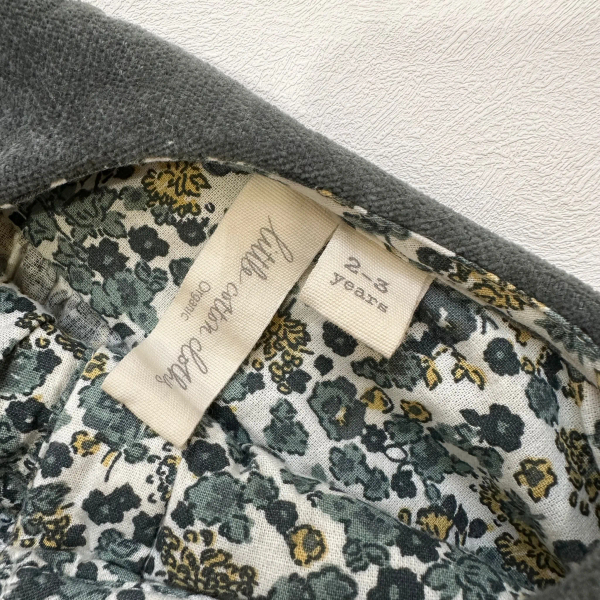 little cotton clothes
Organic
2-3
years